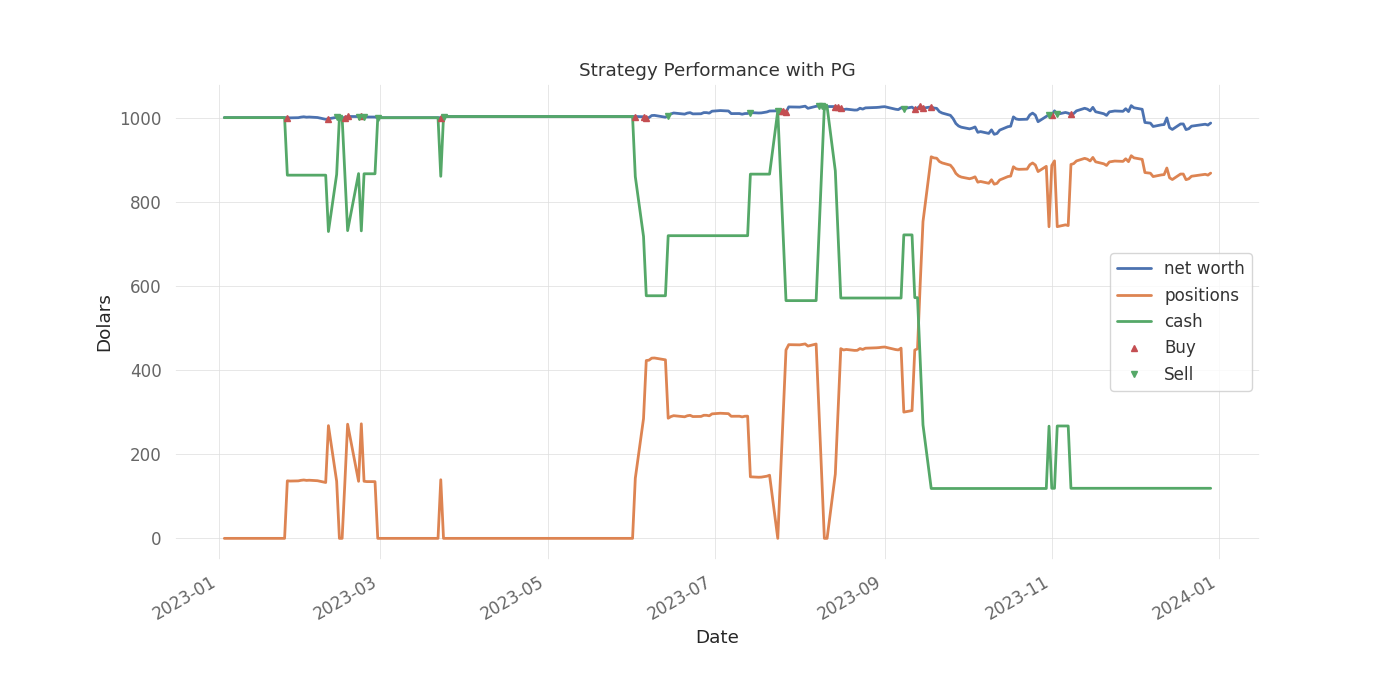 Strategy Performance with PG
1000
800
600
400
200
0
Dolars
net worth
positions
cash
Buy
Sell
2023-01
2023-03
2023-05
2023-07
2023-09
2023-11
2024-01
Date